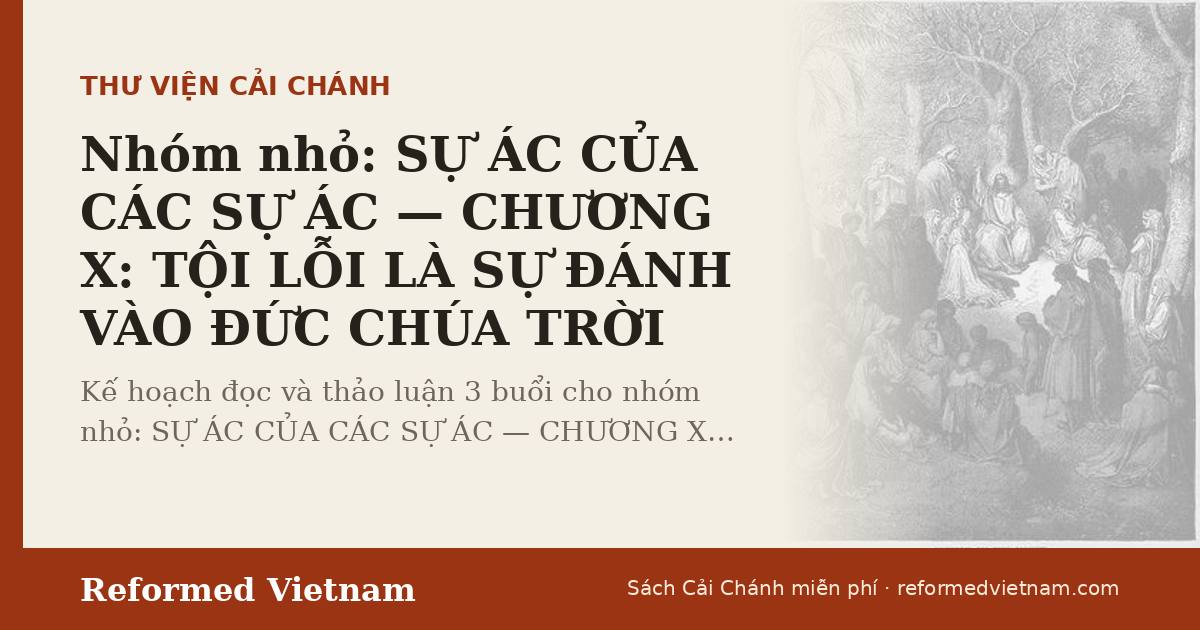 THƯ VIỆN CẢI CHÁNH
Nhóm nhỏ: SỰ ÁC CỦA
CÁC SỰ ÁC — CHƯƠNG
X: TỘI LỖI LÀ SỰ ĐÁNH
VÀO ĐỨC CHÚA TRỜI
Kế hoạch đọc và thảo luận 3 buổi cho nhóm
nhỏ: SỰ ÁC CỦA CÁC SỰ ÁC — CHƯƠNG X...
Reformed Vietnam
Sách Cải Chánh miễn phí · reformedvietnam.com